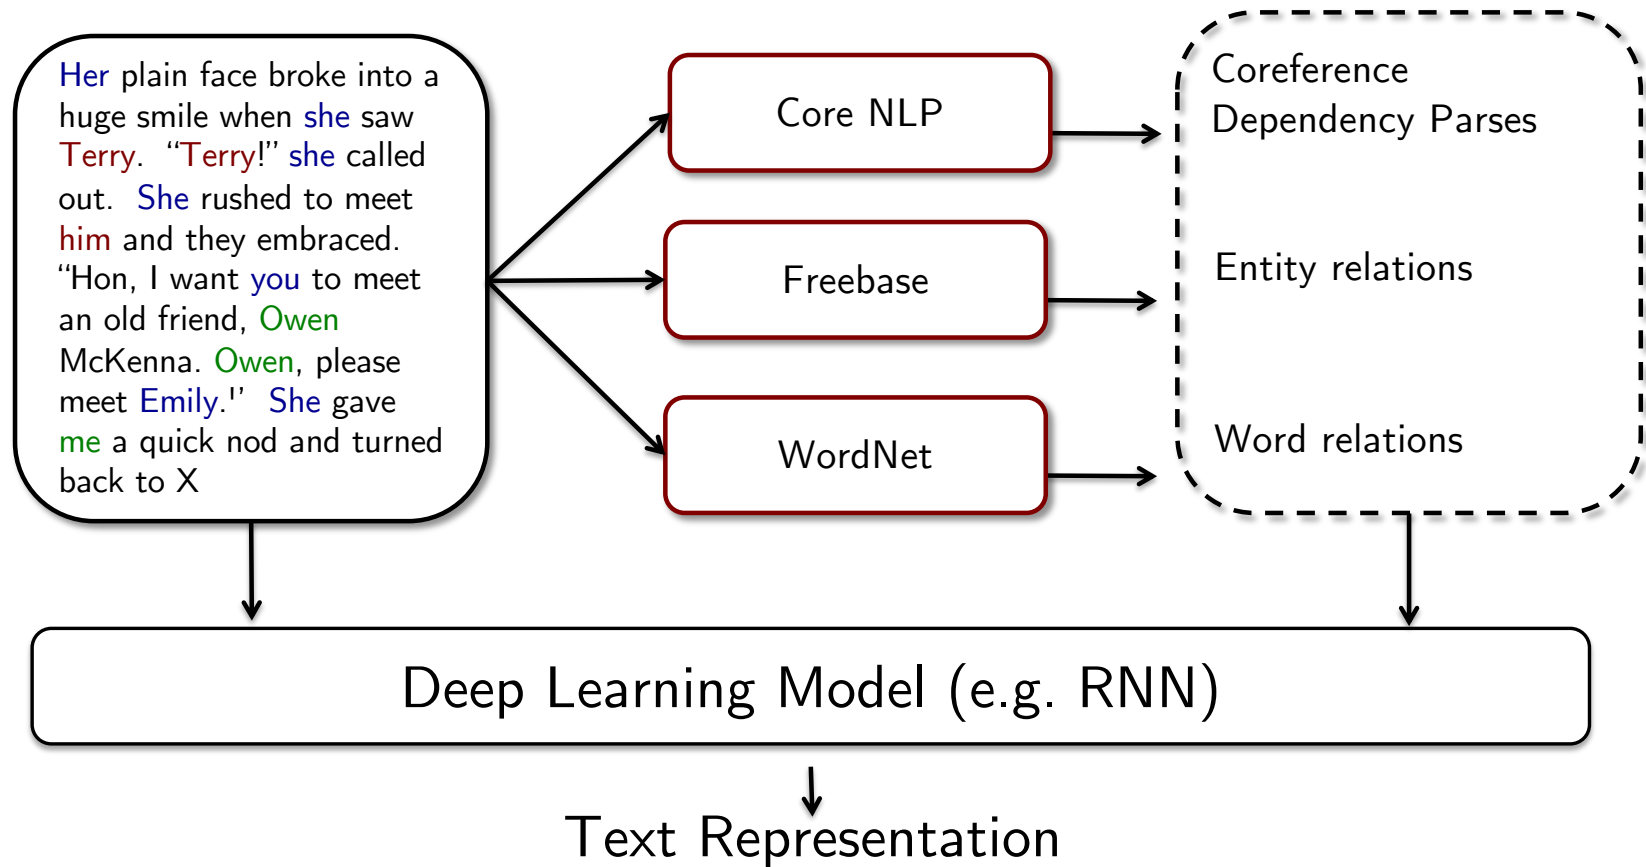 Her plain face broke into a
huge smile when she saw
Terry. “Terry!” she called
out. She rushed to meet
him and they embraced.
“Hon, I want you to meet
an old friend, Owen
McKenna. Owen, please
meet Emily.'’ She gave
me a quick nod and turned
back to X
Core NLP
Freebase
WordNet
Coreference
Dependency Parses
Entity relations
Word relations
Deep Learning Model (e.g. RNN)
Text Representation